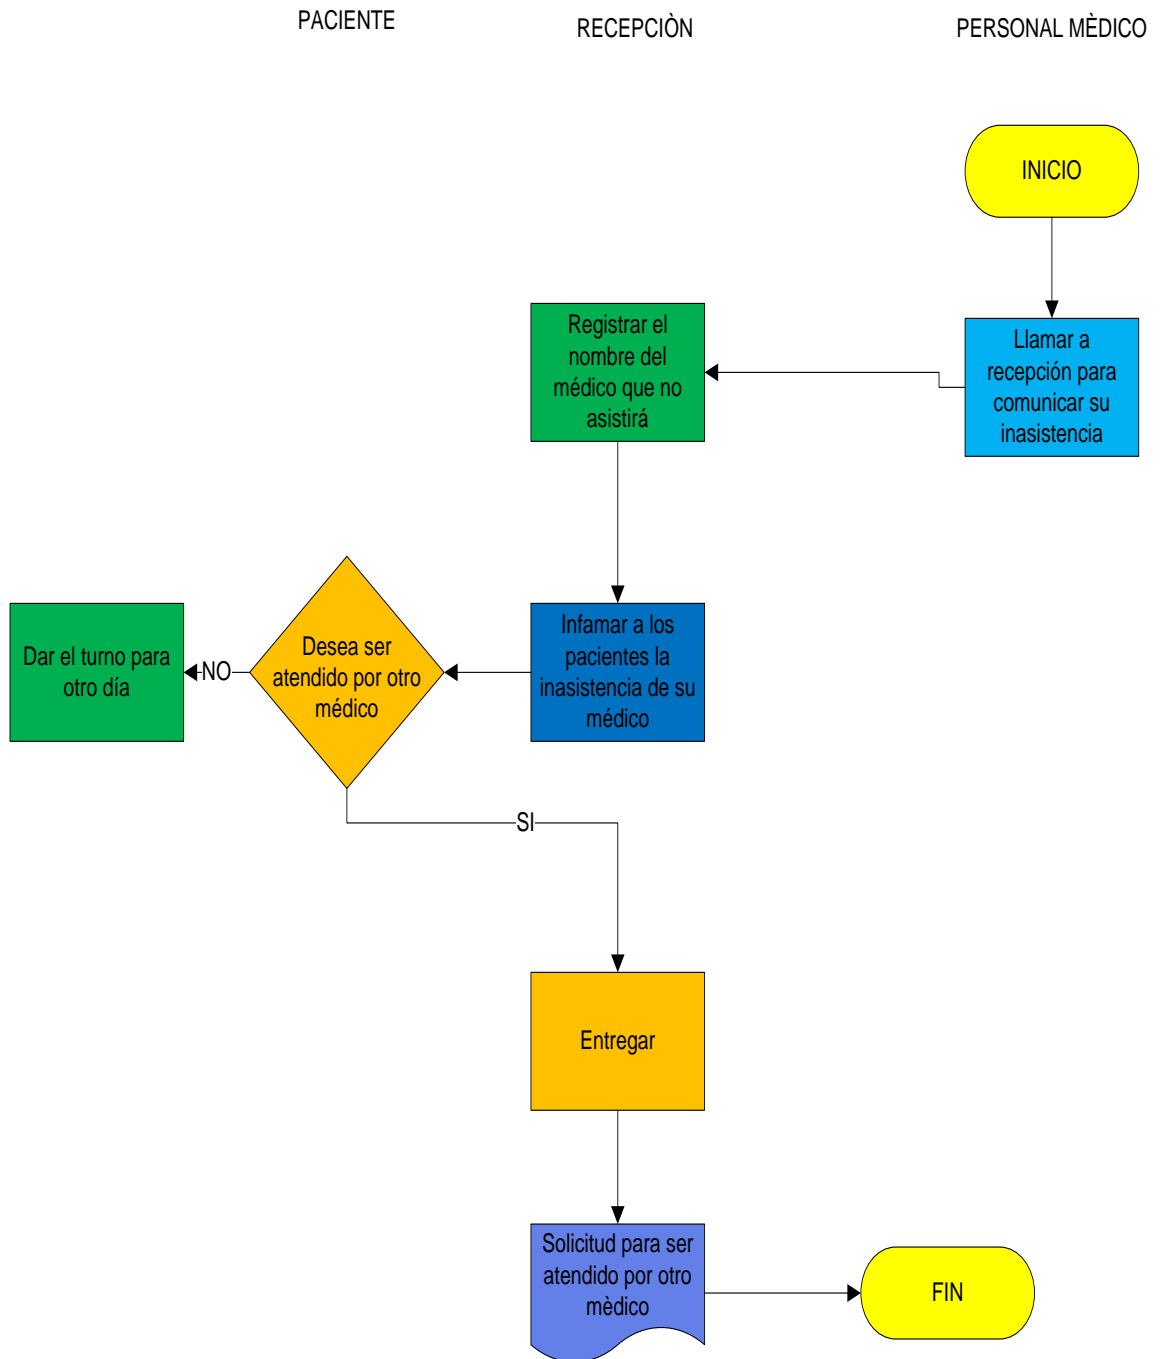 PACIENTE
RECEPCIÒN
PERSONAL MÈDICO
INICIO
Registrar el
nombre del
médico que no
asistirá
Llamar a
recepción para
comunicar su
inasistencia
Dar el turno para
otro día
NO
Desea ser
atendido por otro
médico
Infamar a los
pacientes la
inasistencia de su
médico
SI
Entregar
Solicitud para ser
atendido por otro
mèdico
FIN